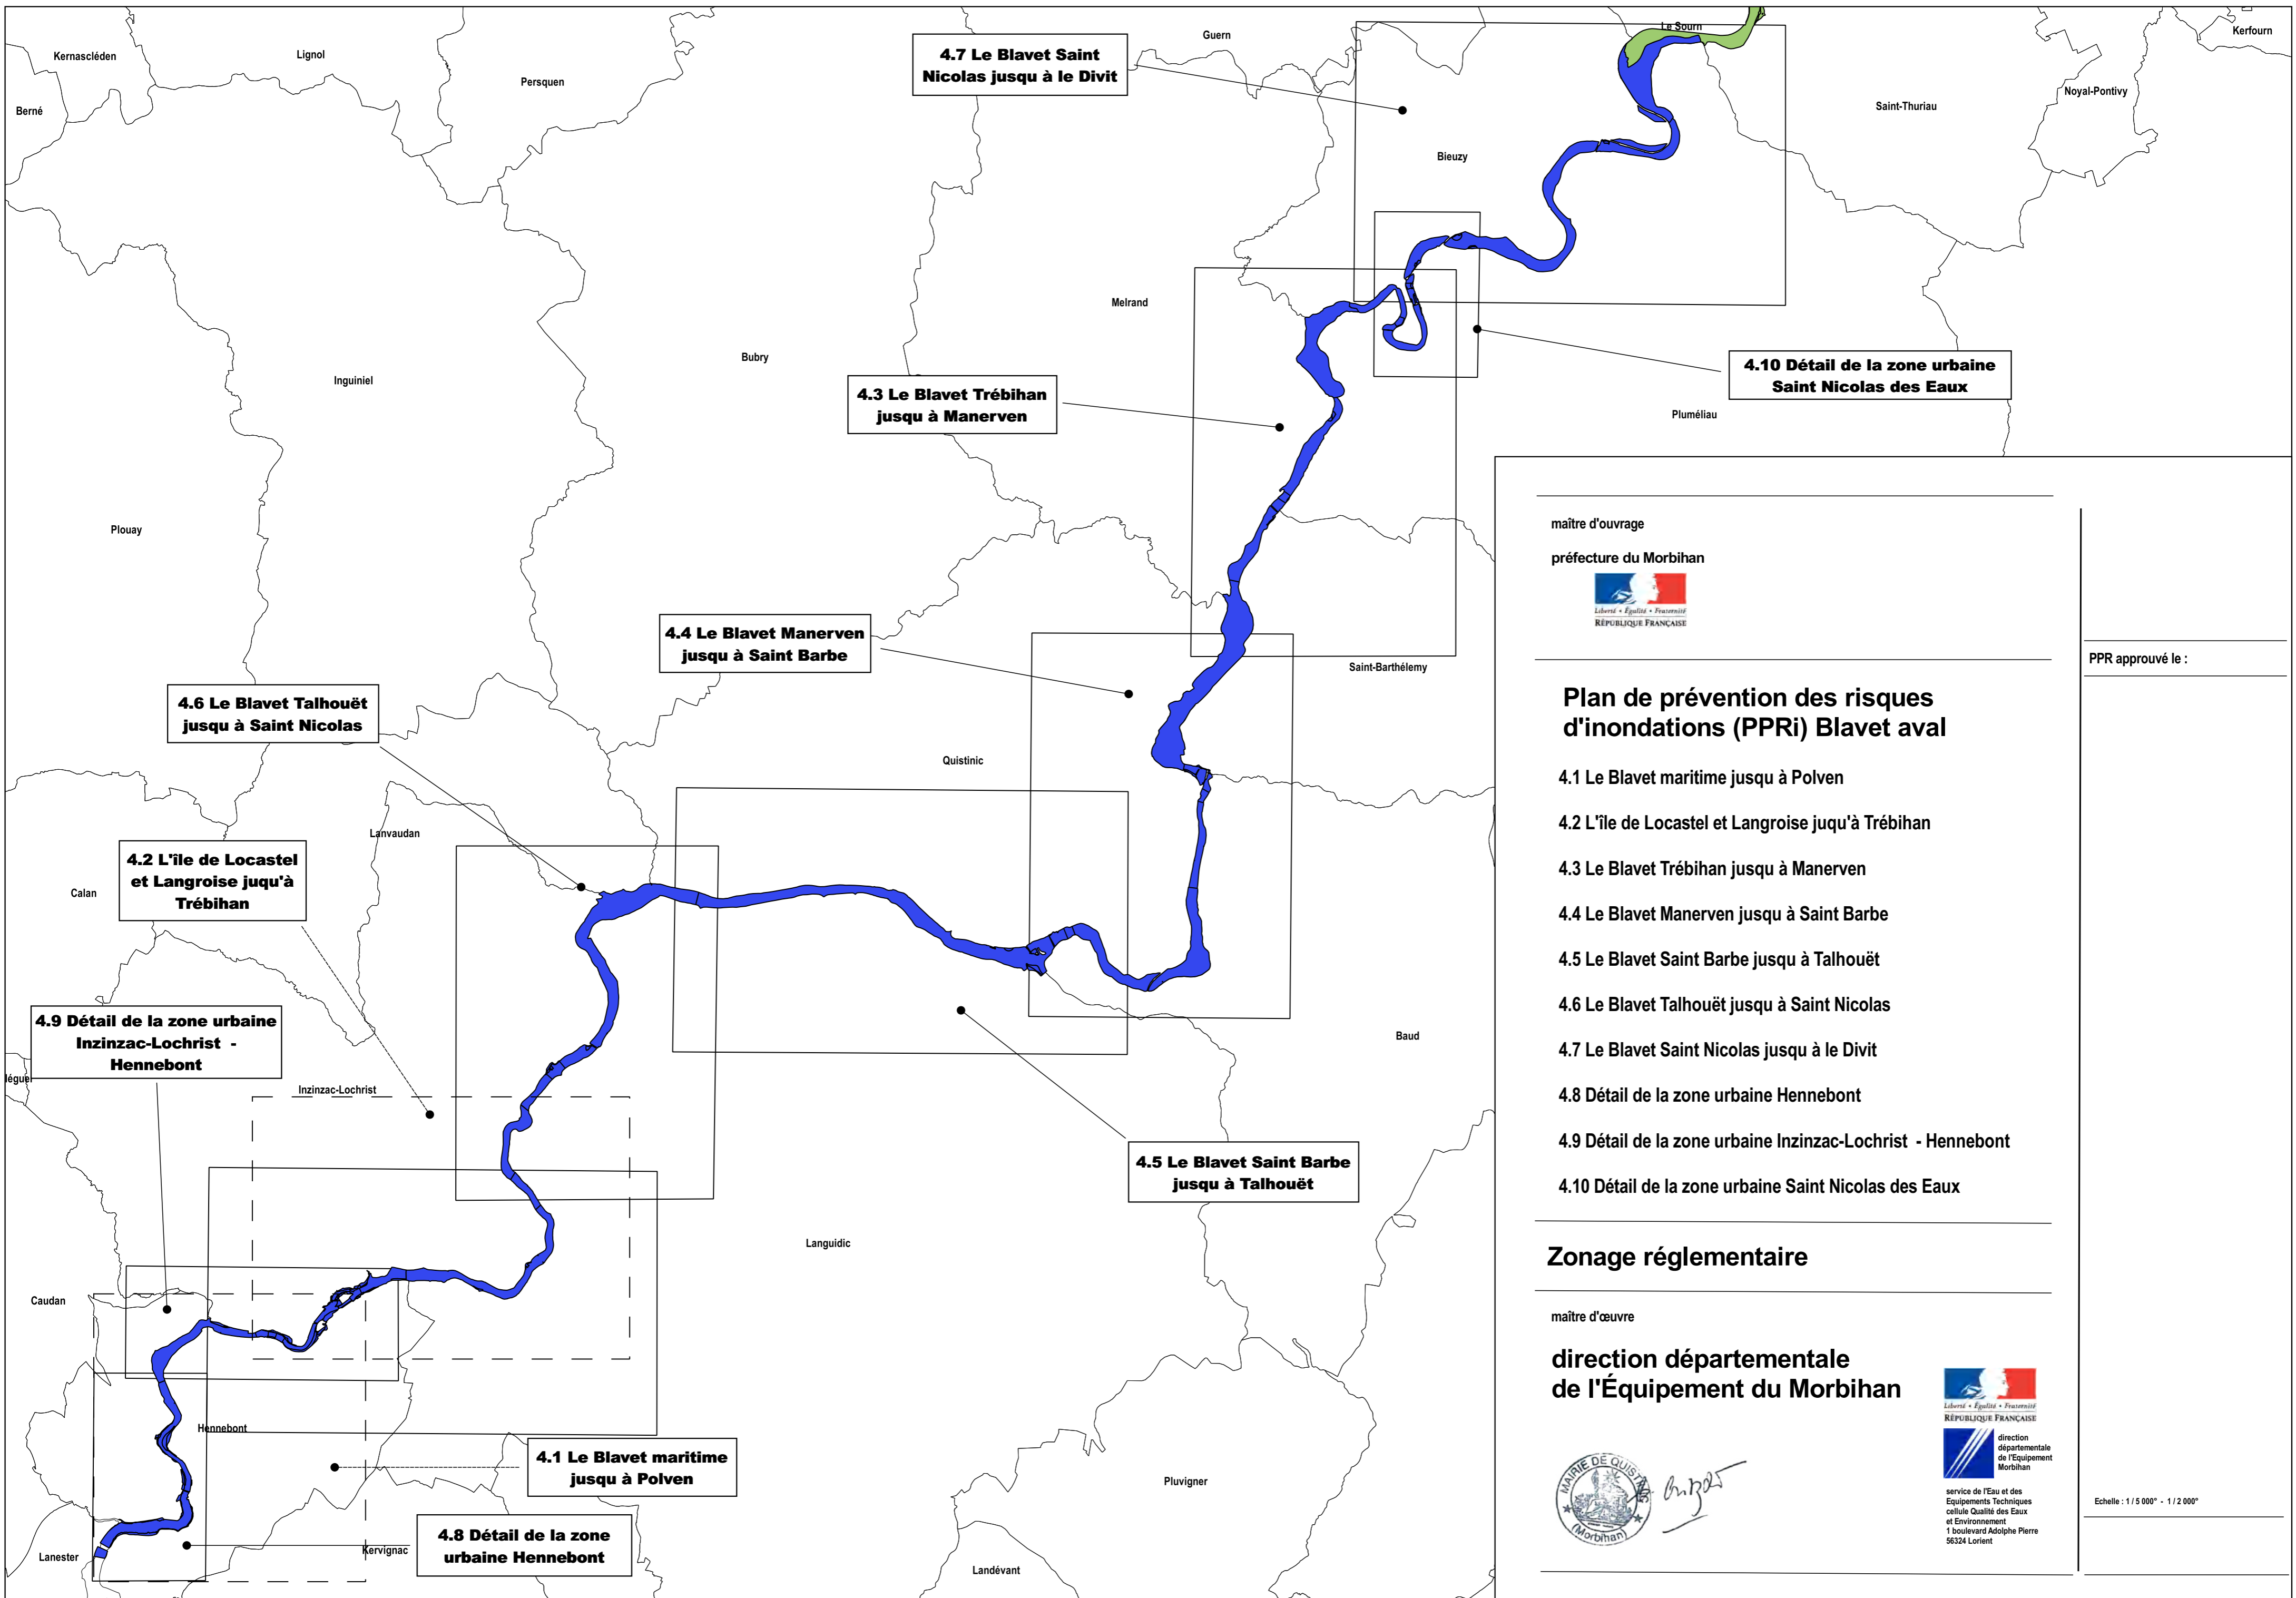 Kernascléden
Lignol
Persquen
Berné
4.7 Le Blavet Saint
Nicolas jusqu à le Divit
Guern
Le Sourn
Kerfourn
Noyal-Pontivy
Saint-Thuriau
Bieuzy
Melrand
Bubry
Inguiniel
4.3 Le Blavet Trébihan
jusqu à Manerven
4.10 Détail de la zone urbaine
Saint Nicolas des Eaux
Pluméliau
Plouay
4.4 Le Blavet Manerven
jusqu à Saint Barbe
Saint-Barthélemy
4.6 Le Blavet Talhouët
jusqu à Saint Nicolas
Quistinic
Lanvaudan
4.2 L'île de Locastel
et Langroise juqu'à
Trébihan
Calan
4.9 Détail de la zone urbaine
Inzinzac-Lochrist -
Hennebont
Inzinzac-Lochrist
Baud
4.5 Le Blavet Saint Barbe
jusqu à Talhouët
Languidic
Caudan
Hennebont
4.1 Le Blavet maritime
jusqu à Polven
Pluvigner
4.8 Détail de la zone
urbaine Hennebont
Kervignac
Lanester
Landévant
maître d'ouvrage
préfecture du Morbihan
Liberté • Égalité • Fraternité
RÉPUBLIQUE FRANÇAISE
PPR approuvé le :
Plan de prévention des risques
d'inondations (PPRi) Blavet aval
4.1 Le Blavet maritime jusqu à Polven
4.2 L'île de Locastel et Langroise juqu'à Trébihan
4.3 Le Blavet Trébihan jusqu à Manerven
4.4 Le Blavet Manerven jusqu à Saint Barbe
4.5 Le Blavet Saint Barbe jusqu à Talhouët
4.6 Le Blavet Talhouët jusqu à Saint Nicolas
4.7 Le Blavet Saint Nicolas jusqu à le Divit
4.8 Détail de la zone urbaine Hennebont
4.9 Détail de la zone urbaine Inzinzac-Lochrist - Hennebont
4.10 Détail de la zone urbaine Saint Nicolas des Eaux
Zonage réglementaire
maître d'œuvre
direction départementale
de l'Équipement du Morbihan
Liberté • Égalité • Fraternité
RÉPUBLIQUE FRANÇAISE
direction
départementale
de l'Equipement
Morbihan
service de l'Eau et des
Equipements Techniques
cellule Qualité des Eaux
et Environnement
1 boulevard Adolphe Pierre
56324 Lorient
MAIRIE DE QUISTINIC
(Morbihan)
Echelle : 1 / 5 000° - 1 / 2 000°